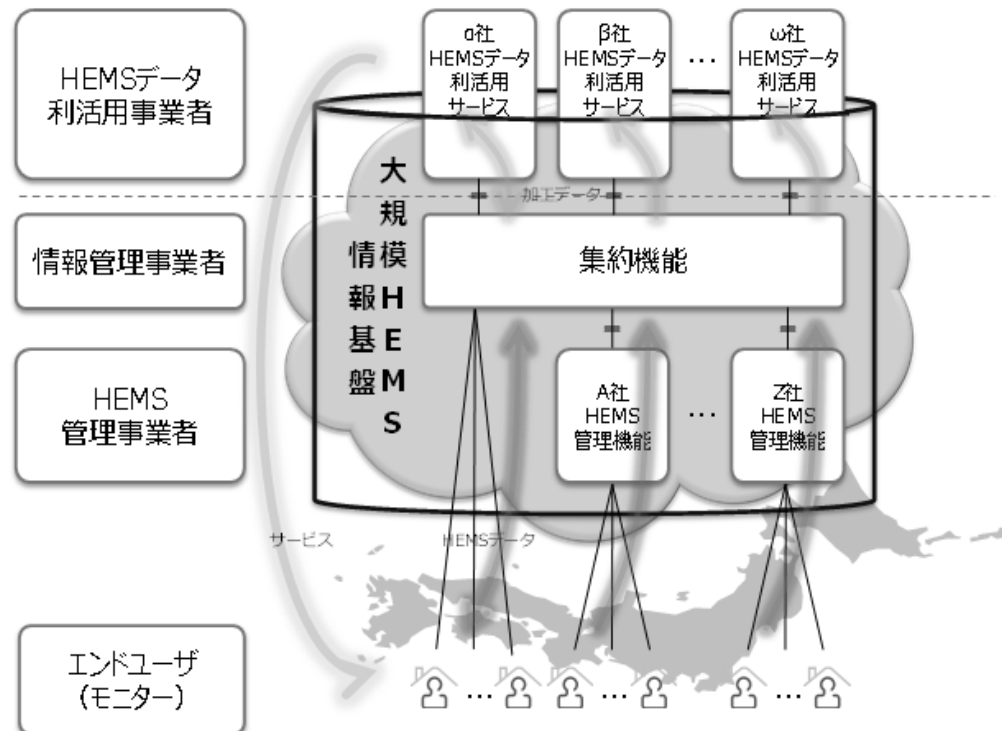 HEMSデータ
利活用事業者
α社
HEMSデータ
利活用
サービス
β社
HEMSデータ
利活用
サービス
…
ω社
HEMSデータ
利活用
サービス
加工データ
大規模HEMS
情報基盤
情報管理事業者
集約機能
HEMS
管理事業者
A社
HEMS
管理機能
…
Z社
HEMS
管理機能
サービス
HEMSデータ
エンドユーザ
（モニター）
…
…
…